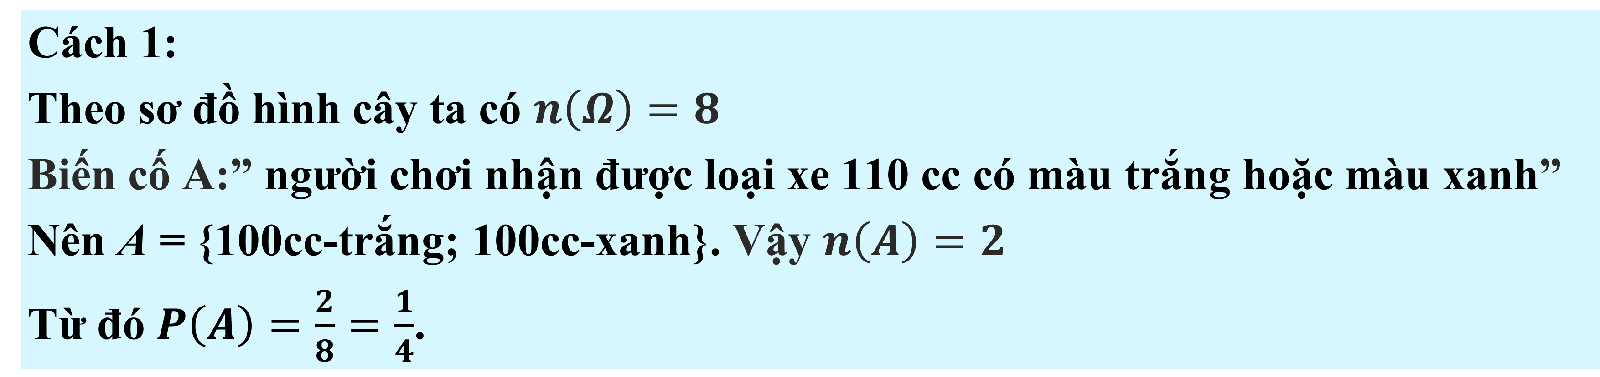 Cách 1:
Theo sơ đồ hình cây ta có n(Ω) = 8
Biến cố A:” người chơi nhận được loại xe 110 cc có màu trắng hoặc màu xanh”
Nên A = {100cc-trắng; 100cc-xanh}. Vậy n(A) = 2
Từ đó P(A) = 2/8 = 1/4.